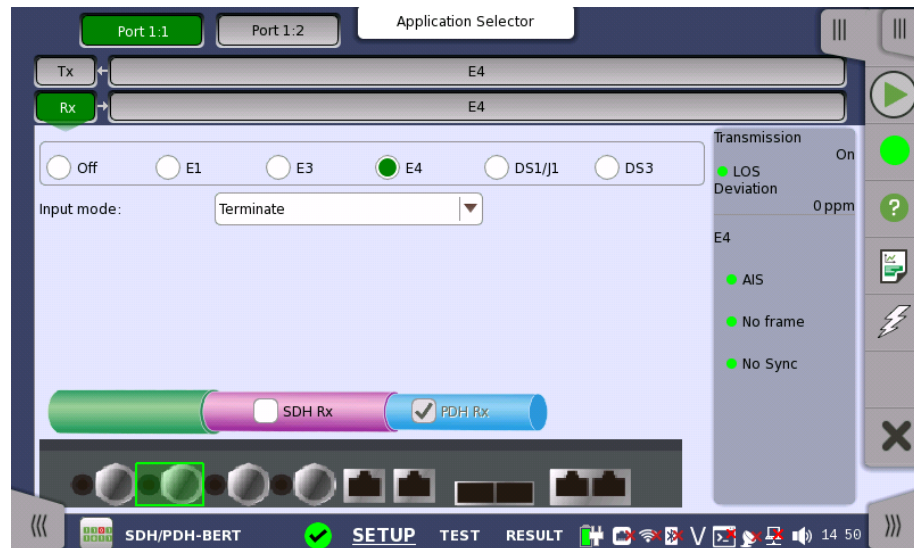 Port 1:1 Port 1:2 Application Selector
Tx E4
Rx E4
Off E1 E3 E4 DS1/J1 DS3
Input mode: Terminate
SDH Rx PDH Rx
Transmission
On
LOS
Deviation
0 ppm
E4
AIS
No frame
No Sync
SDH/PDH-BERT SETUP TEST RESULT 14 50